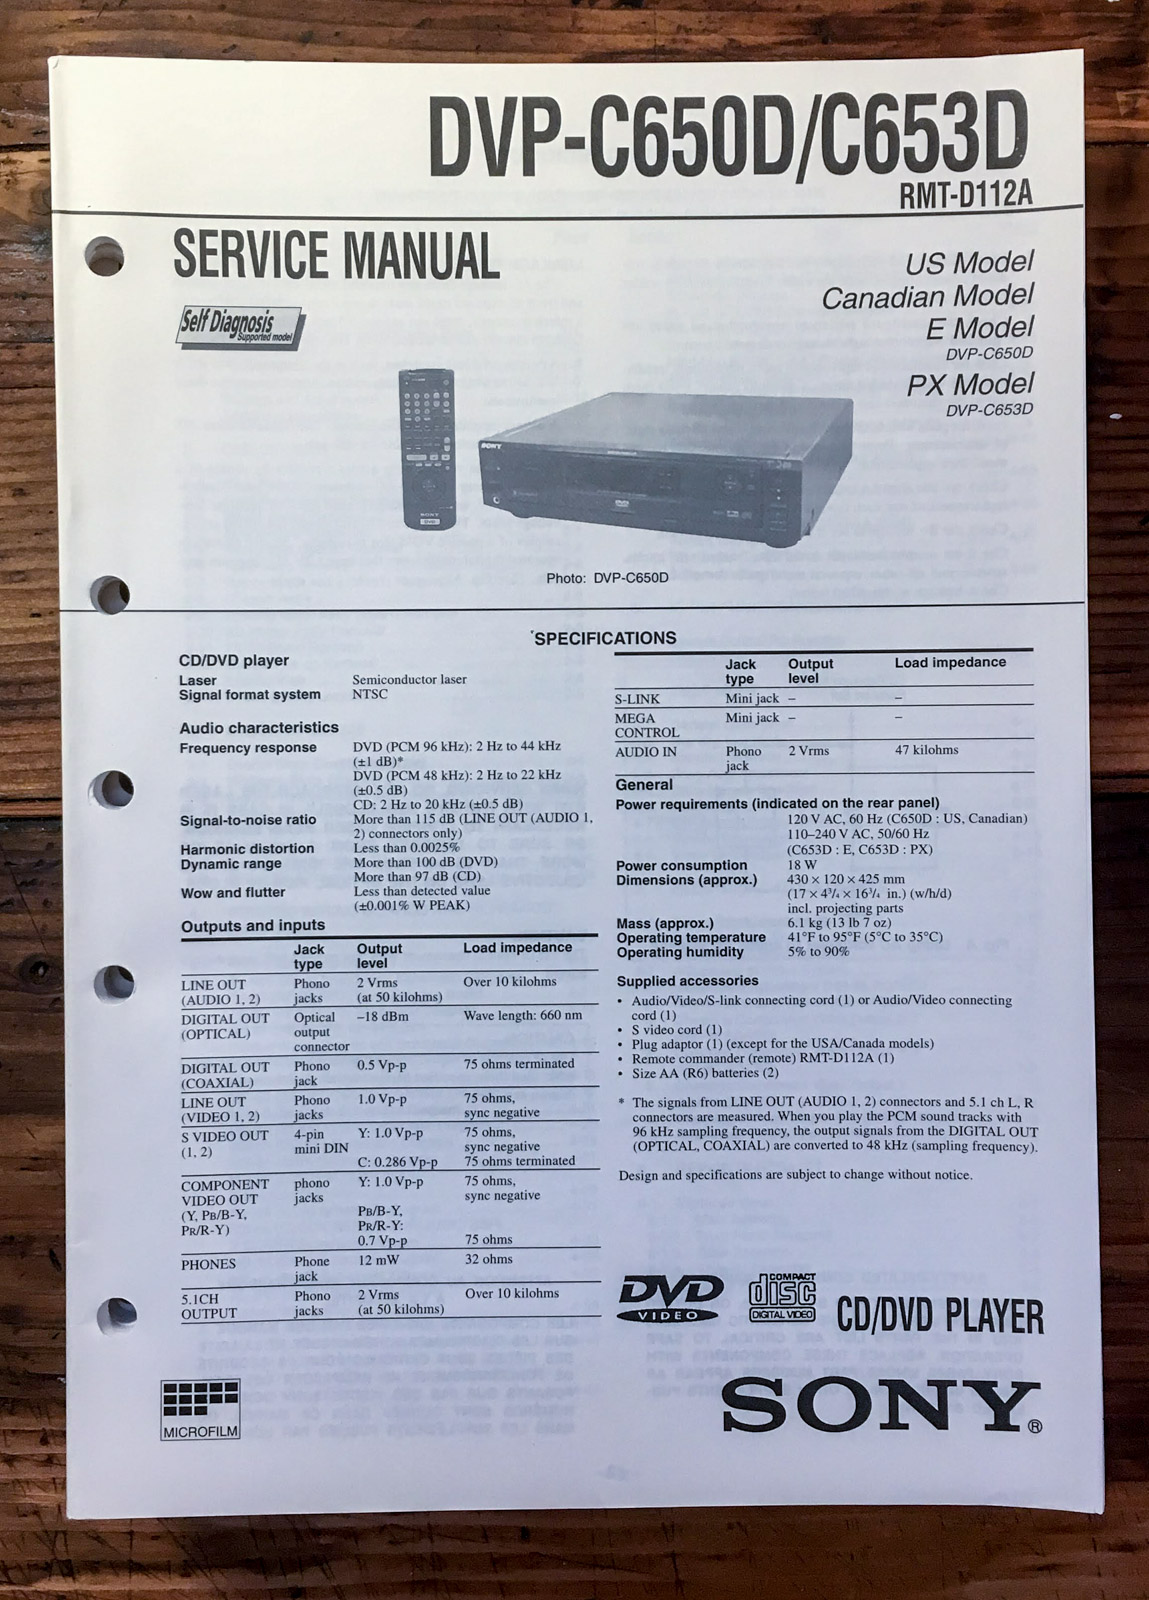 DVP-C650D/C653D
RMT-D112A
SERVICE MANUAL
Self Diagnosis
Supported model
US Model
Canadian Model
E Model
DVP-C650D
PX Model
DVP-C653D
SONY
SONY
DVD
Photo: DVP-C650D
SPECIFICATIONS
CD/DVD player
Laser Semiconductor laser
Signal format system NTSC
Audio characteristics
Frequency response DVD (PCM 96 kHz): 2 Hz to 44 kHz
(±1 dB)*
DVD (PCM 48 kHz): 2 Hz to 22 kHz
(±0.5 dB)
CD: 2 Hz to 20 kHz (±0.5 dB)
Signal-to-noise ratio More than 115 dB (LINE OUT (AUDIO 1,
2) connectors only)
Harmonic distortion Less than 0.0025%
Dynamic range More than 100 dB (DVD)
More than 97 dB (CD)
Wow and flutter Less than detected value
(±0.001% W PEAK)
Outputs and inputs
Jack Output Load impedance
type level
LINE OUT Phono 2 Vrms Over 10 kilohms
(AUDIO 1, 2) jacks (at 50 kilohms)
DIGITAL OUT Optical –18 dBm Wave length: 660 nm
(OPTICAL) output
connector
DIGITAL OUT Phono 0.5 Vp-p 75 ohms terminated
(COAXIAL) jack
LINE OUT Phono 1.0 Vp-p 75 ohms,
(VIDEO 1, 2) jacks sync negative
S VIDEO OUT 4-pin Y: 1.0 Vp-p 75 ohms,
(1, 2) mini DIN sync negative
C: 0.286 Vp-p 75 ohms terminated
COMPONENT phono Y: 1.0 Vp-p 75 ohms,
VIDEO OUT jacks sync negative
(Y, PB/B-Y, PB/B-Y,
PR/R-Y) PR/R-Y:
0.7 Vp-p 75 ohms
PHONES Phone 12 mW 32 ohms
jack
5.1CH Phono 2 Vrms Over 10 kilohms
OUTPUT jacks (at 50 kilohms)
Jack Output Load impedance
type level
S-LINK Mini jack – –
MEGA Mini jack – –
CONTROL
AUDIO IN Phono 2 Vrms 47 kilohms
jack
General
Power requirements (indicated on the rear panel)
120 V AC, 60 Hz (C650D : US, Canadian)
110–240 V AC, 50/60 Hz
(C653D : E, C653D : PX)
Power consumption 18 W
Dimensions (approx.) 430 × 120 × 425 mm
(17 × 4 3/4 × 16 3/4 in.) (w/h/d)
incl. projecting parts
Mass (approx.) 6.1 kg (13 lb 7 oz)
Operating temperature 41°F to 95°F (5°C to 35°C)
Operating humidity 5% to 90%
Supplied accessories
• Audio/Video/S-link connecting cord (1) or Audio/Video connecting
cord (1)
• S video cord (1)
• Plug adaptor (1) (except for the USA/Canada models)
• Remote commander (remote) RMT-D112A (1)
• Size AA (R6) batteries (2)
* The signals from LINE OUT (AUDIO 1, 2) connectors and 5.1 ch L, R
connectors are measured. When you play the PCM sound tracks with
96 kHz sampling frequency, the output signals from the DIGITAL OUT
(OPTICAL, COAXIAL) are converted to 48 kHz (sampling frequency).
Design and specifications are subject to change without notice.
DVD
VIDEO
COMPACT
disc
DIGITAL VIDEO
CD/DVD PLAYER
MICROFILM
SONY®